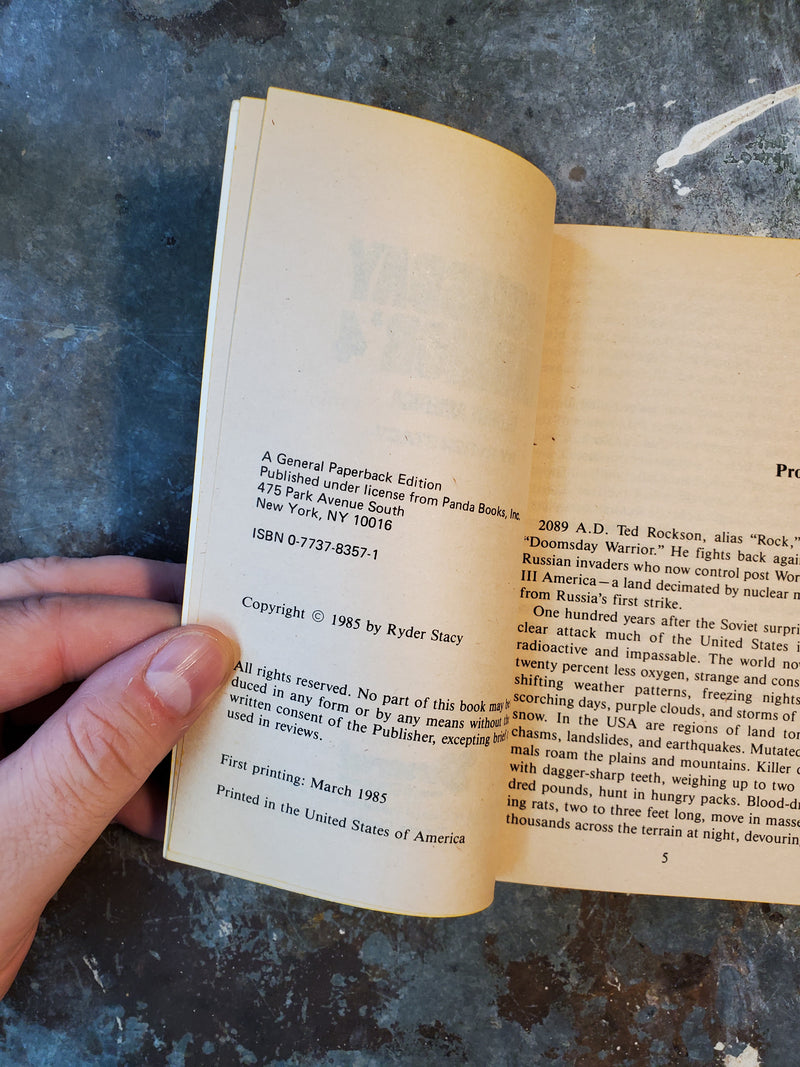 A General Paperback Edition
Published under license from Panda Books, Inc.
475 Park Avenue South
New York, NY 10016
ISBN 0-7737-8357-1
Copyright © 1985 by Ryder Stacy
All rights reserved. No part of this book may be
duced in any form or by any means without the
written consent of the Publisher, excepting brief
used in reviews.
First printing: March 1985
Printed in the United States of America
Pro
2089 A.D. Ted Rockson, alias “Rock,”
“Doomsday Warrior.” He fights back agai
Russian invaders who now control post Wor
III America—a land decimated by nuclear m
from Russia’s first strike.
One hundred years after the Soviet surpri
clear attack much of the United States i
radioactive and impassable. The world no
twenty percent less oxygen, strange and cons
shifting weather patterns, freezing nights
scorching days, purple clouds, and storms of
snow. In the USA are regions of land tor
chasms, landslides, and earthquakes. Mutated
mals roam the plains and mountains. Killer
with dagger-sharp teeth, weighing up to two
dred pounds, hunt in hungry packs. Blood-dr
ing rats, two to three feet long, move in masse
thousands across the terrain at night, devouring
5